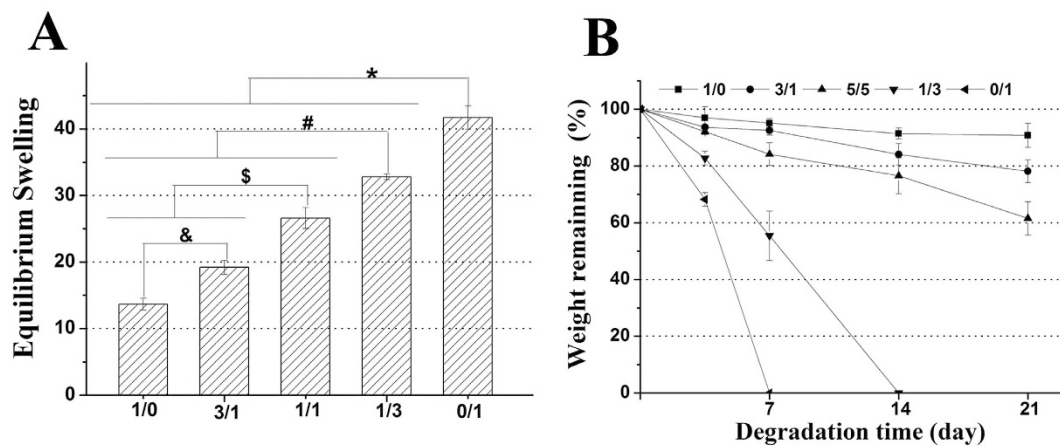 A
Equilibrium Swelling
40
30
20
10
0
*
#
$
&
1/0 3/1 1/1 1/3 0/1
B
Weight remainning (%)
1/0 3/1 5/5 1/3 0/1
100
80
60
40
20
0
7 14 21
Degradation time (day)